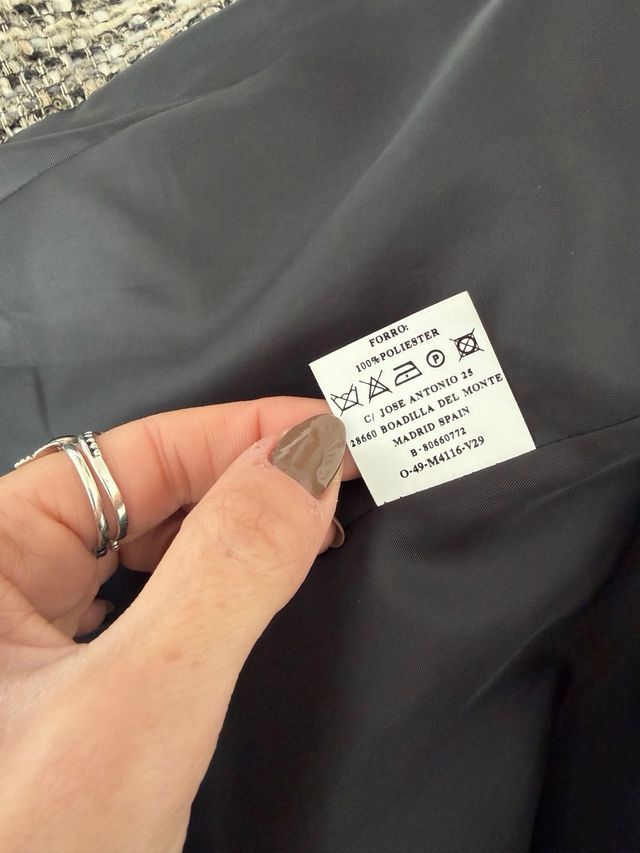 FORRO:
100%POLIESTER
P
C/ JOSE ANTONIO 25
28660 BOADILLA DEL MONTE
MADRID SPAIN
B-80660772
O-49-M4116-V29